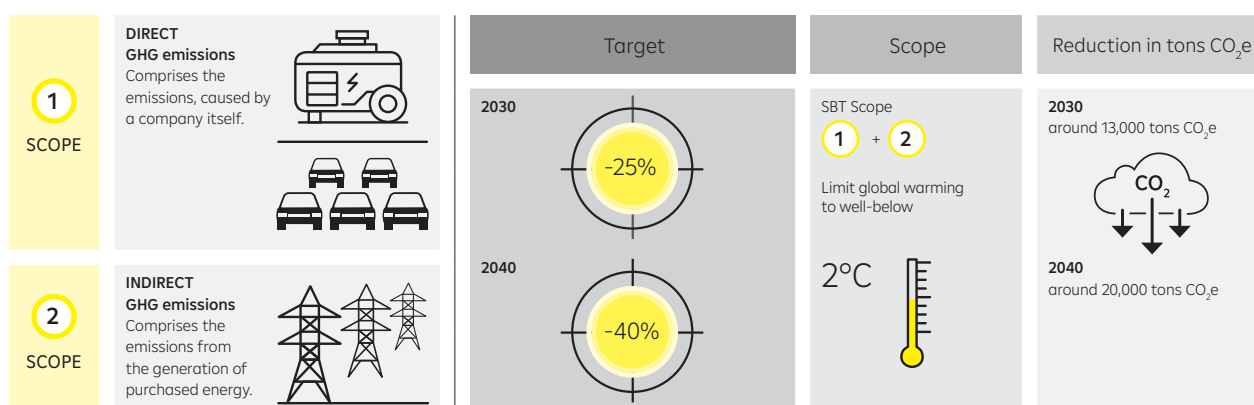 1
SCOPE
DIRECT
GHG emissions
Comprises the
emissions, caused by
a company itself.
2
SCOPE
INDIRECT
GHG emissions
Comprises the
emissions from
the generation of
purchased energy.
Target
2030
-25%
2040
-40%
Scope
SBT Scope
1 + 2
Limit global warming
to well-below
2°C
Reduction in tons CO₂e
2030
around 13,000 tons CO₂e
CO₂
2040
around 20,000 tons CO₂e